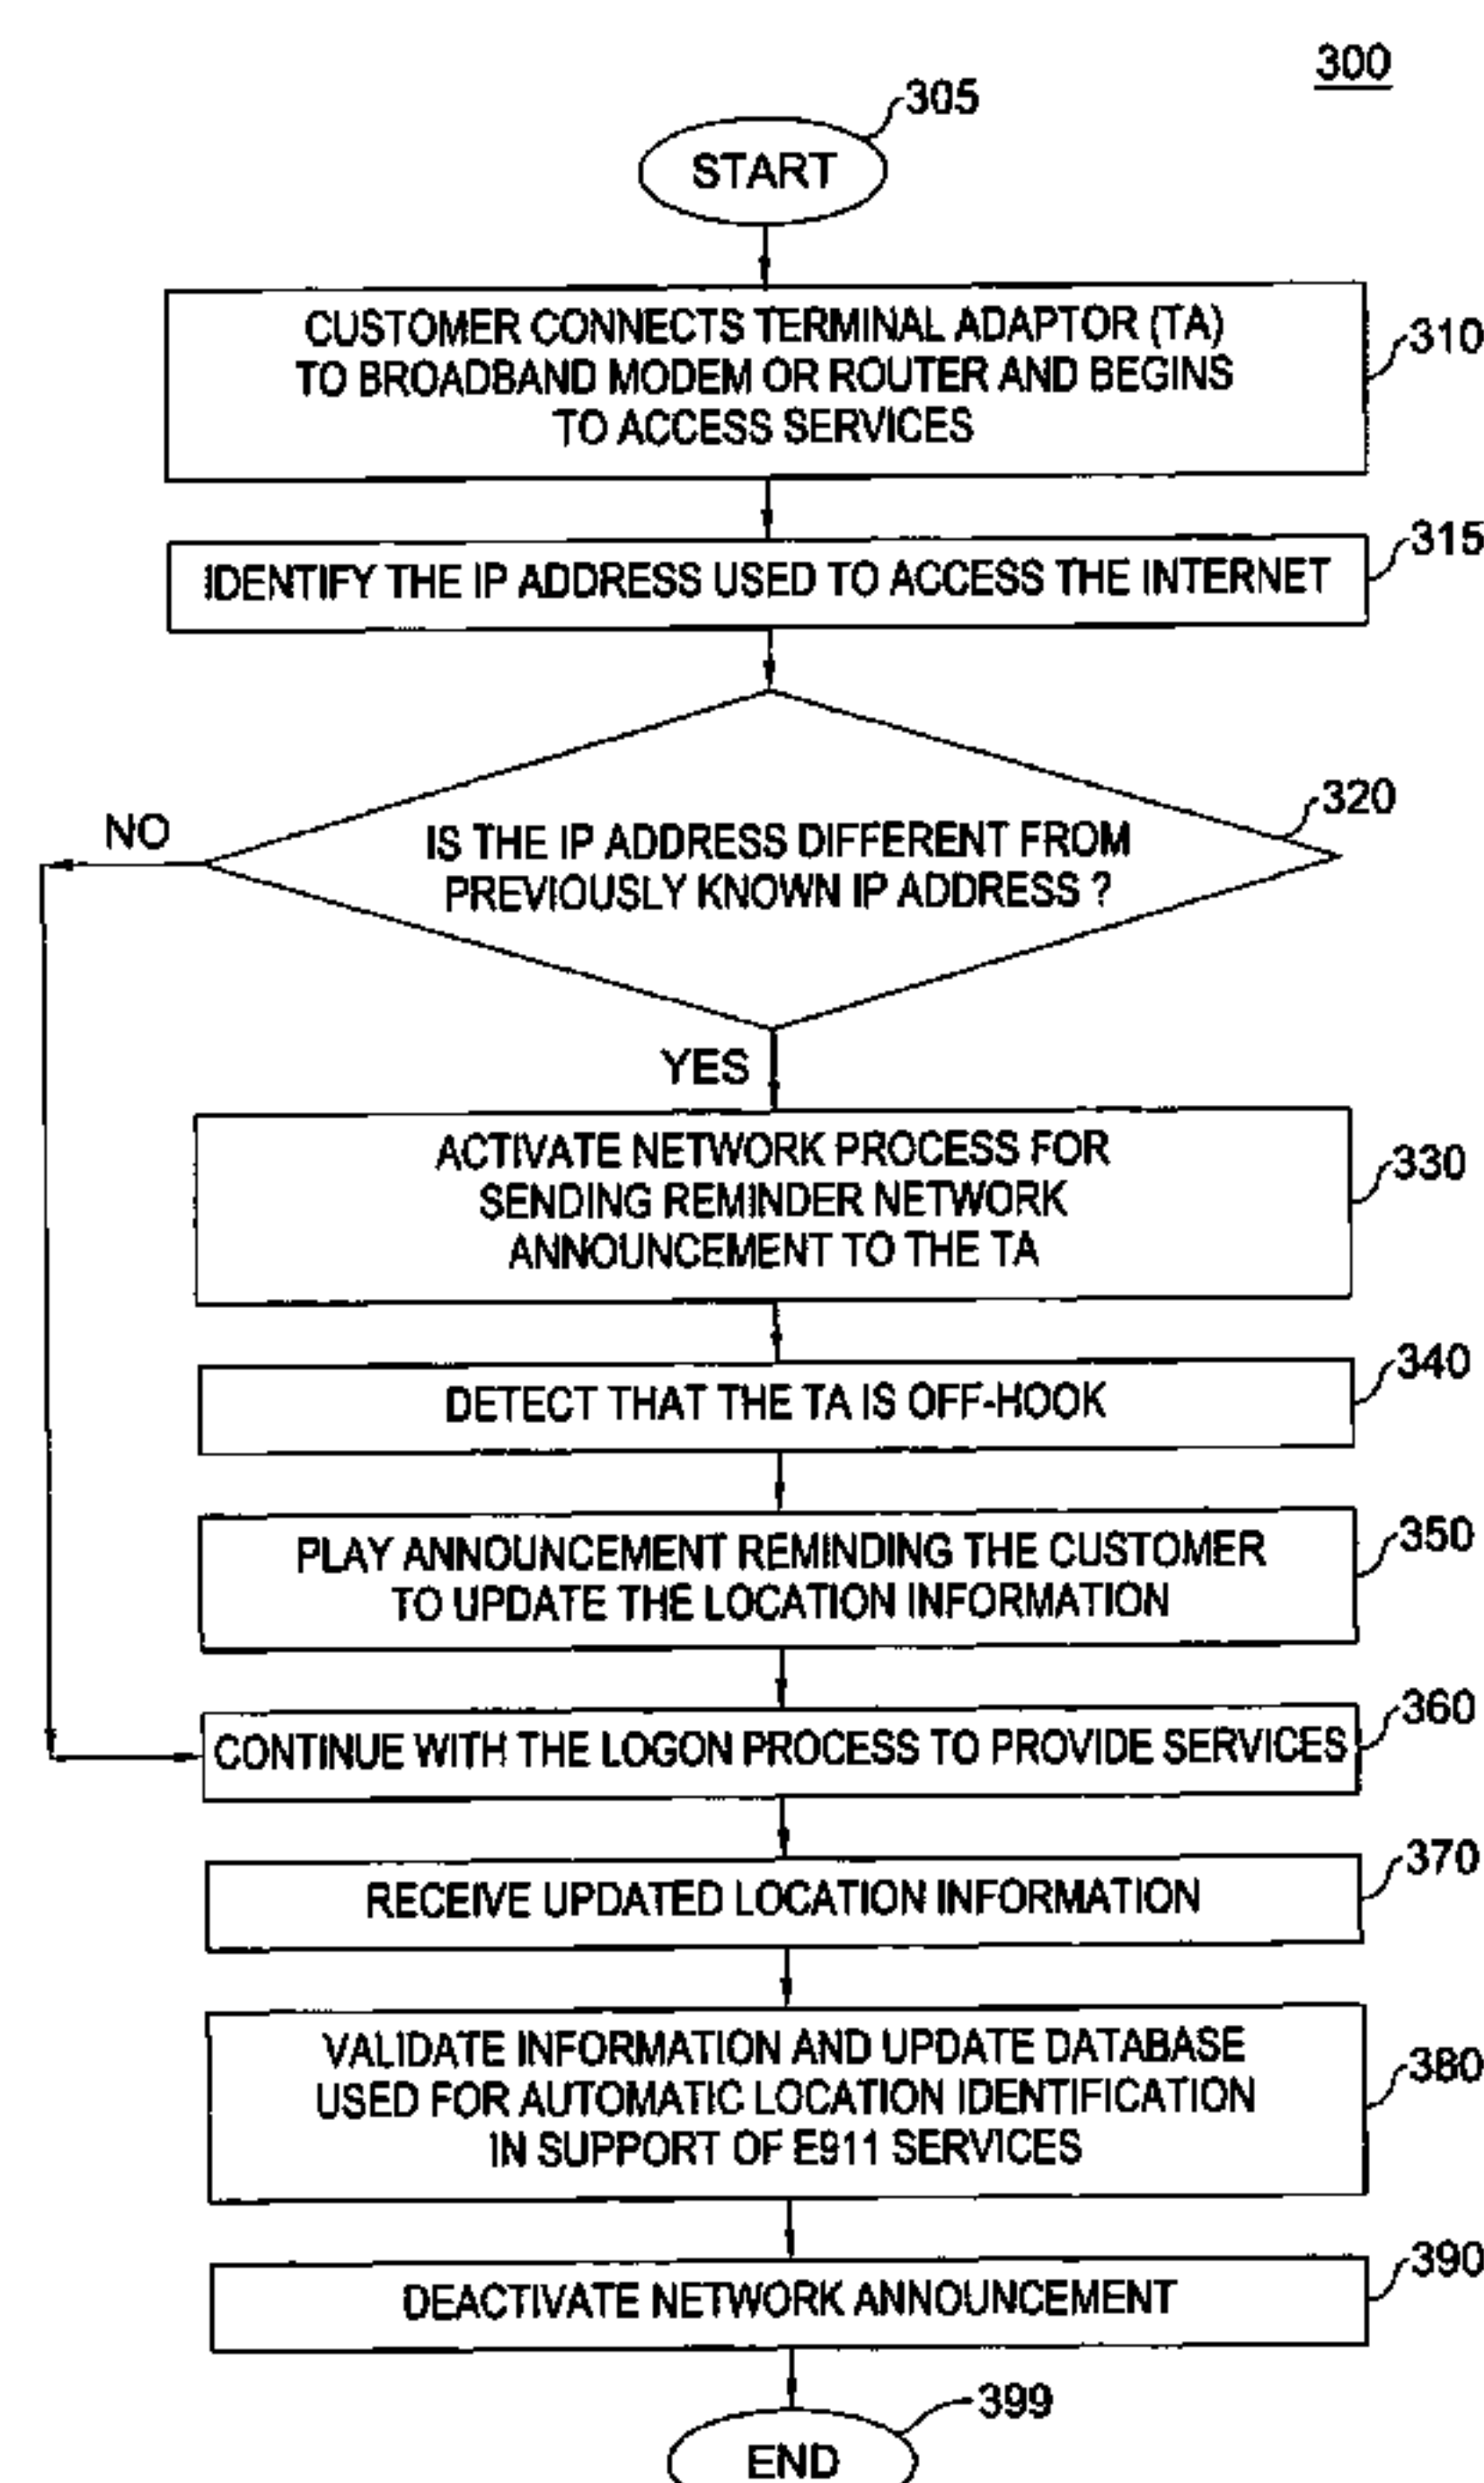 300
305
START
CUSTOMER CONNECTS TERMINAL ADAPTOR (TA)
TO BROADBAND MODEM OR ROUTER AND BEGINS
TO ACCESS SERVICES
310
315
IDENTIFY THE IP ADDRESS USED TO ACCESS THE INTERNET
320
NO
IS THE IP ADDRESS DIFFERENT FROM
PREVIOUSLY KNOWN IP ADDRESS ?
YES
ACTIVATE NETWORK PROCESS FOR
SENDING REMINDER NETWORK
ANNOUNCEMENT TO THE TA
330
340
DETECT THAT THE TA IS OFF-HOOK
350
PLAY ANNOUNCEMENT REMINDING THE CUSTOMER
TO UPDATE THE LOCATION INFORMATION
360
CONTINUE WITH THE LOGON PROCESS TO PROVIDE SERVICES
370
RECEIVE UPDATED LOCATION INFORMATION
VALIDATE INFORMATION AND UPDATE DATABASE
USED FOR AUTOMATIC LOCATION IDENTIFICATION
IN SUPPORT OF E911 SERVICES
380
390
DEACTIVATE NETWORK ANNOUNCEMENT
399
END